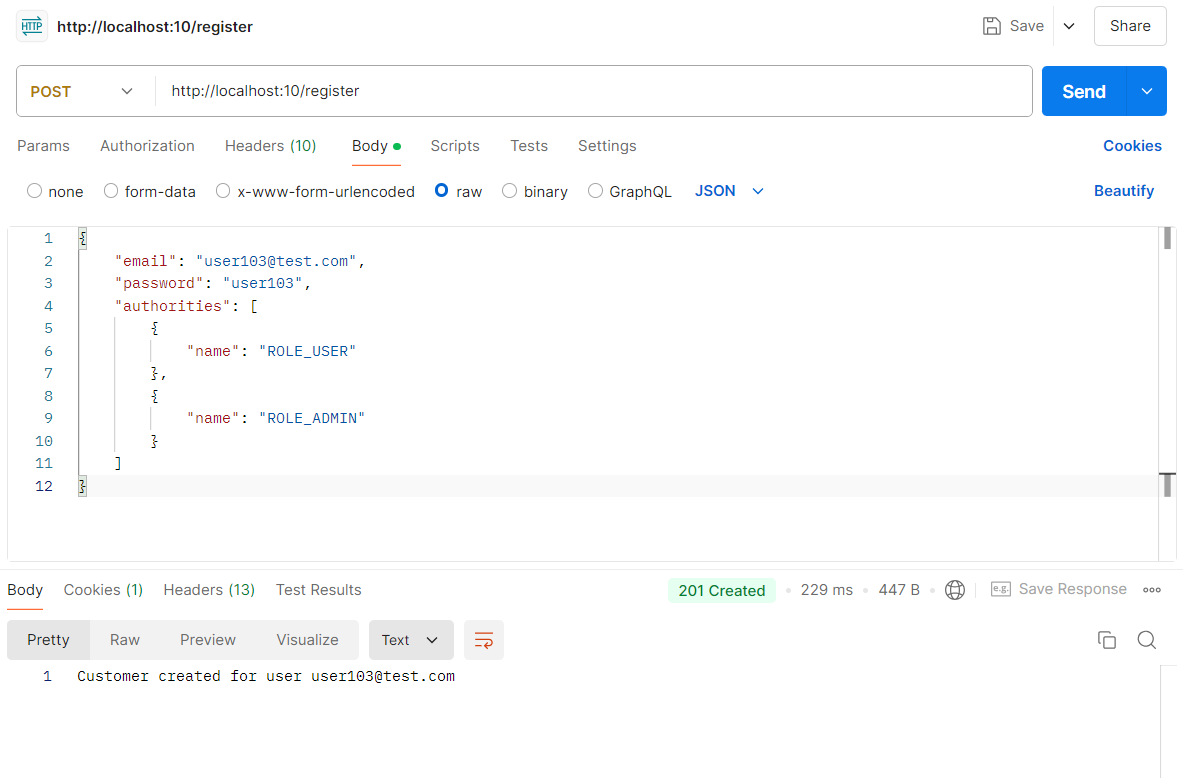 HTTP http://localhost:10/register Save Share
POST http://localhost:10/register Send
Params Authorization Headers (10) Body Scripts Tests Settings Cookies
none form-data x-www-form-urlencoded raw binary GraphQL JSON Beautify
1 {
2 "email": "user103@test.com",
3 "password": "user103",
4 "authorities": [
5 {
6 "name": "ROLE_USER"
7 },
8 {
9 "name": "ROLE_ADMIN"
10 }
11 ]
12 }
Body Cookies (1) Headers (13) Test Results 201 Created 229 ms 447 B e.g. Save Response
Pretty Raw Preview Visualize Text
1 Customer created for user user103@test.com